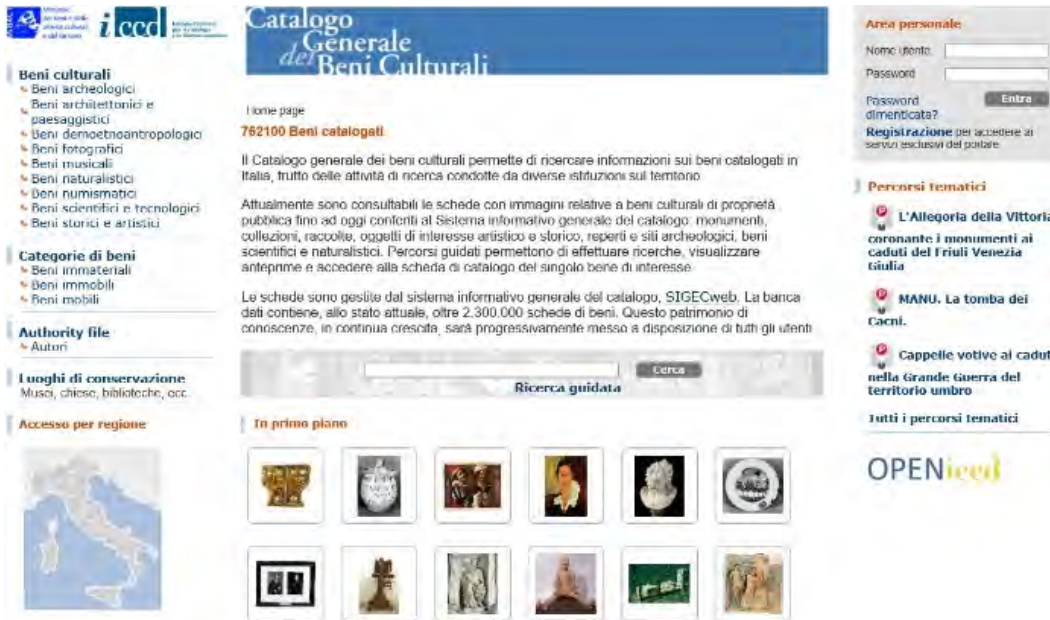 iccd
Catalogo
Generale
dei Beni Culturali
Beni culturali
Beni archeologici
Beni architettonici e
paesaggistici
Beni demoetnoantropologici
Beni fotografici
Beni musicali
Beni naturalistici
Beni numismatici
Beni scientifici e tecnologici
Beni storici e artistici
Categorie di beni
Beni immateriali
Beni immobili
Beni mobili
Authority file
Autori
Luoghi di conservazione
Musei, chiese, biblioteche, ecc.
Accesso per regione
Home page
762100 Beni catalogati
Il Catalogo generale dei beni culturali permette di ricercare informazioni sui beni catalogati in
Italia, frutto delle attività di ricerca condotte da diverse istituzioni sul territorio
Attualmente sono consultabili le schede con immagini relative a beni culturali di proprietà
pubblica fino ad oggi conferiti al Sistema informativo generale del catalogo: monumenti,
collezioni, raccolte, oggetti di interesse artistico e storico, reperti e siti archeologici, beni
scientifici e naturalistici. Percorsi guidati permettono di effettuare ricerche, visualizzare
anteprime e accedere alla scheda di catalogo del singolo bene di interesse
Le schede sono gestite dal sistema informativo generale del catalogo, SIGECweb. La banca
dati contiene, allo stato attuale, oltre 2.300.000 schede di beni. Questo patrimonio di
conoscenze, in continua crescita, sarà progressivamente messo a disposizione di tutti gli utenti
Cerca
Ricerca guidata
In primo piano
Area personale
Nome utente
Password
Password
dimenticata?
Entra
Registrazione per accedere ai
servizi esclusivi del portale
Percorsi tematici
L'Allegoria della Vittoria
coronante i monumenti ai
caduti del Friuli Venezia
Giulia
MANU. La tomba dei
Cacni.
Cappelle votive ai caduti
nella Grande Guerra del
territorio umbro
Tutti i percorsi tematici
OPENiccd